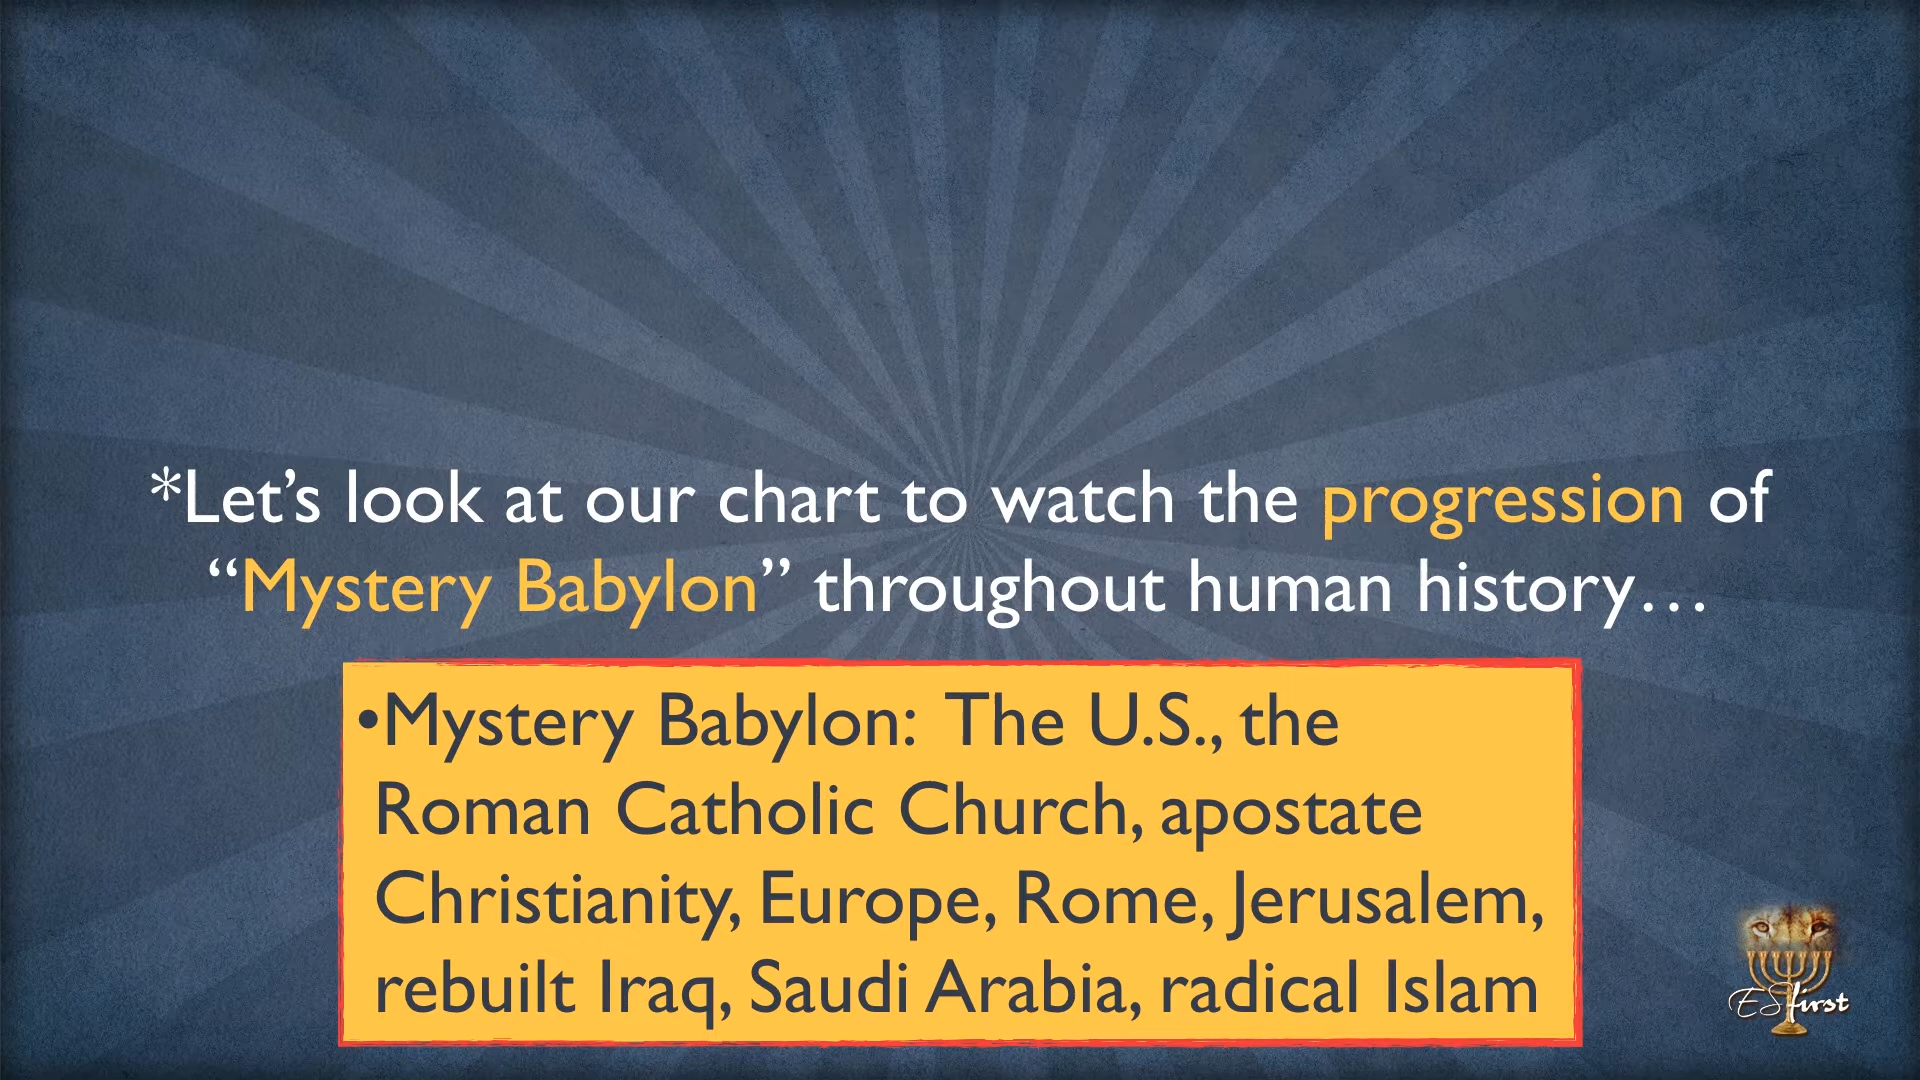 *Let’s look at our chart to watch the progression of
“Mystery Babylon” throughout human history…
•Mystery Babylon:  The U.S., the
Roman Catholic Church, apostate
Christianity, Europe, Rome, Jerusalem,
rebuilt Iraq, Saudi Arabia, radical Islam
ESfirst